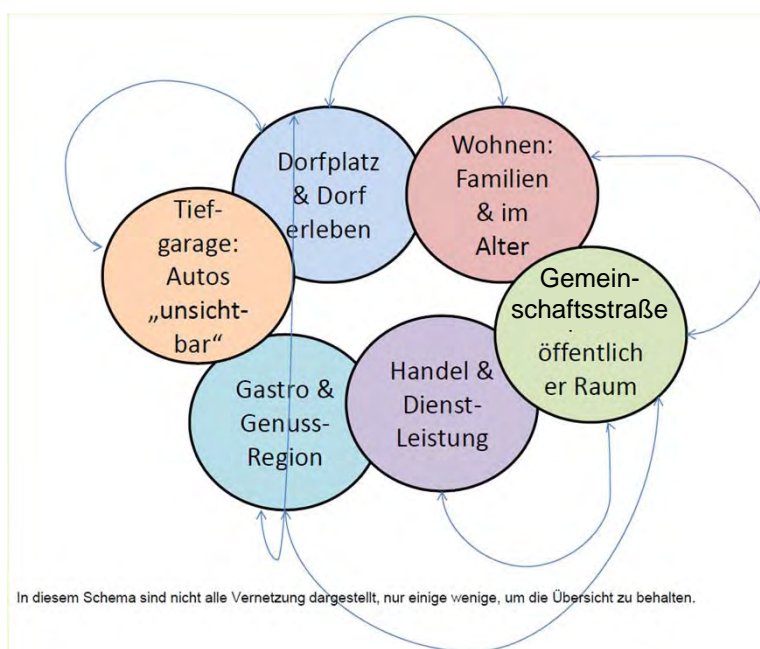 Dorfplatz
& Dorf
erleben
Wohnen:
Familien
& im
Alter
Tief-
garage:
Autos
„unsicht-
bar“
Gemein-
schaftsstraße
:
öffentlich
er Raum
Gastro &
Genuss-
Region
Handel &
Dienst-
Leistung
In diesem Schema sind nicht alle Vernetzung dargestellt, nur einige wenige, um die Übersicht zu behalten.